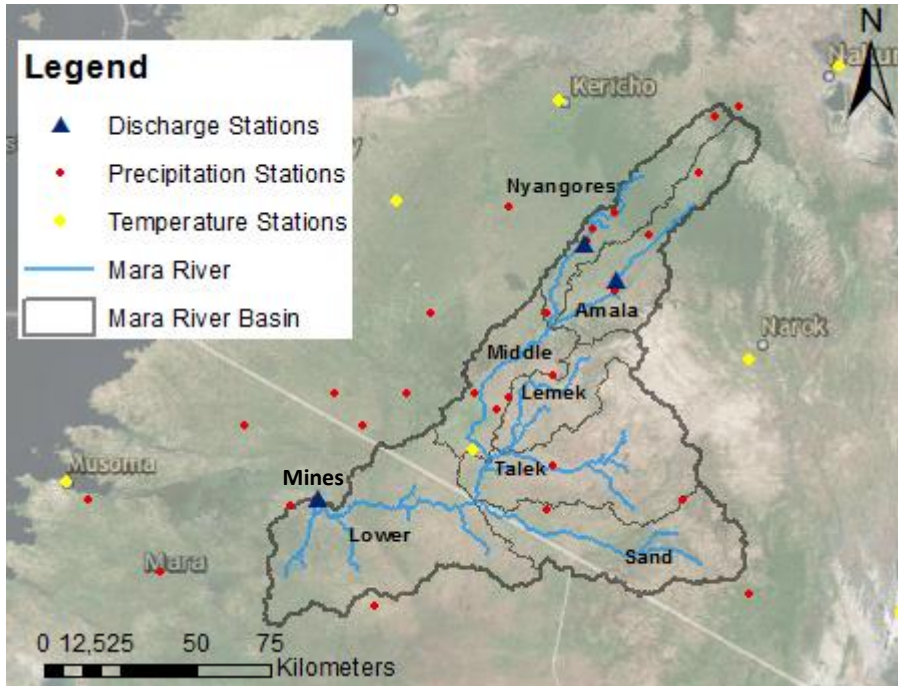 N
Legend
Discharge Stations
Precipitation Stations
Temperature Stations
Mara River
Mara River Basin
Kericho
Nyangores
Amala
Narok
Middle
Lemek
Musoma
Mines
Talek
Lower
Sand
Mara
0 12,525 50 75
Kilometers